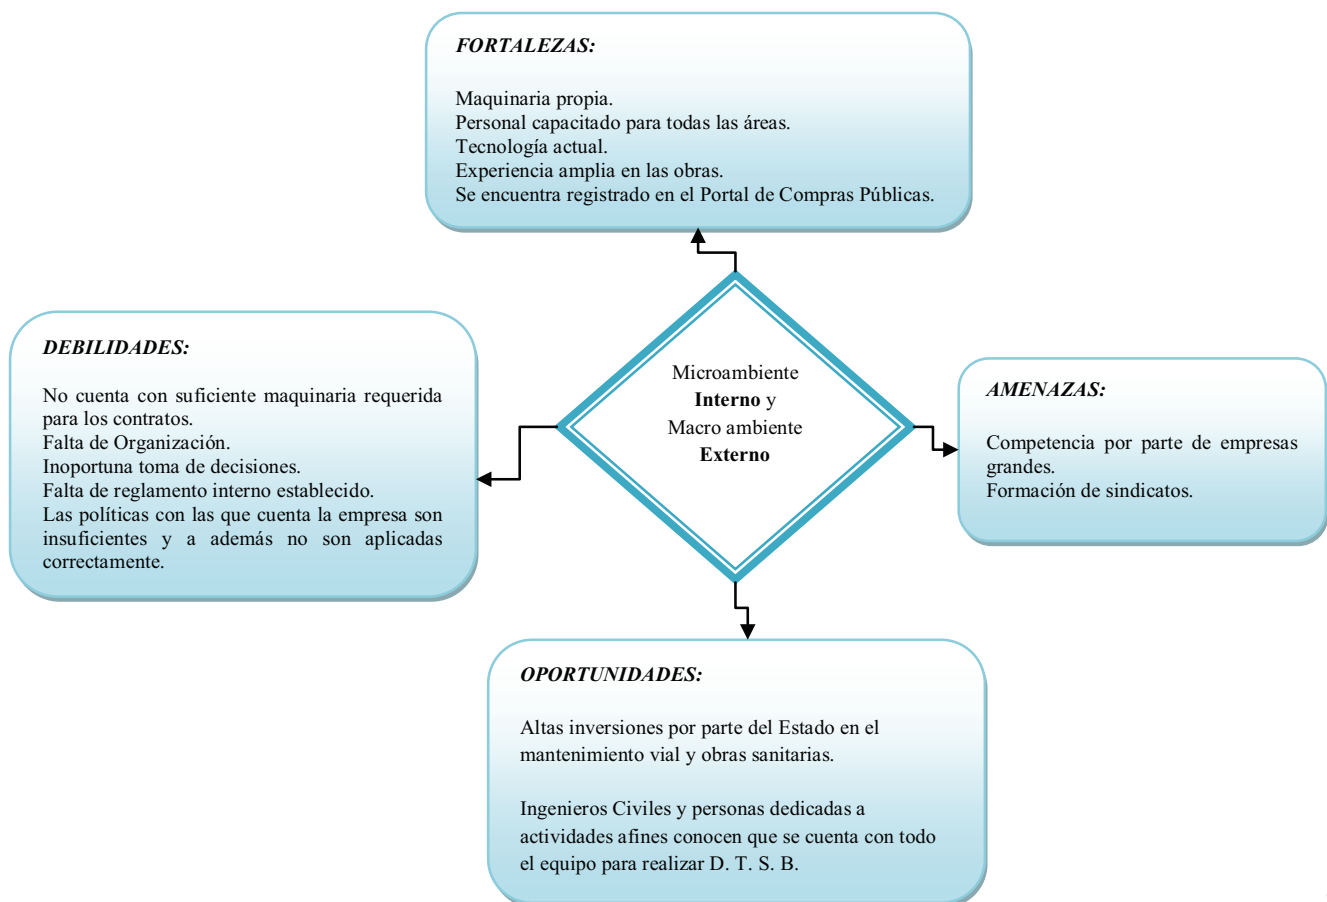 FORTALEZAS:
Maquinaria propia.
Personal capacitado para todas las áreas.
Tecnología actual.
Experiencia amplia en las obras.
Se encuentra registrado en el Portal de Compras Públicas.
DEBILIDADES:
No cuenta con suficiente maquinaria requerida
para los contratos.
Falta de Organización.
Inoportuna toma de decisiones.
Falta de reglamento interno establecido.
Las políticas con las que cuenta la empresa son
insuficientes y a además no son aplicadas
correctamente.
Microambiente
Interno y
Macro ambiente
Externo
AMENAZAS:
Competencia por parte de empresas
grandes.
Formación de sindicatos.
OPORTUNIDADES:
Altas inversiones por parte del Estado en el
mantenimiento vial y obras sanitarias.
Ingenieros Civiles y personas dedicadas a
actividades afines conocen que se cuenta con todo
el equipo para realizar D. T. S. B.